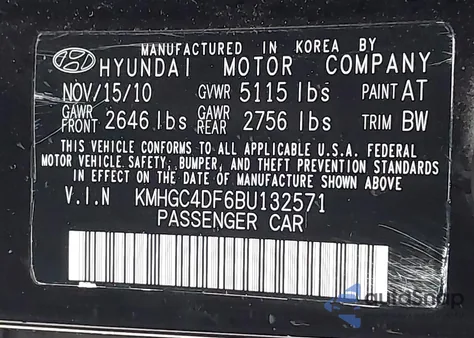 MANUFACTURED IN KOREA BY
HYUNDAI MOTOR COMPANY
NOV/15/10 GVWR 5115 lbs PAINT AT
GAWR FRONT 2646 lbs GAWR REAR 2756 lbs TRIM BW
THIS VEHICLE CONFORMS TO ALL APPLICABLE U.S.A. FEDERAL
MOTOR VEHICLE SAFETY, BUMPER, AND THEFT PREVENTION STANDARDS
IN EFFECT ON THE DATE OF MANUFACTURE SHOWN ABOVE
V.I.N KMHGC4DF6BU132571
PASSENGER CAR
autoSnap